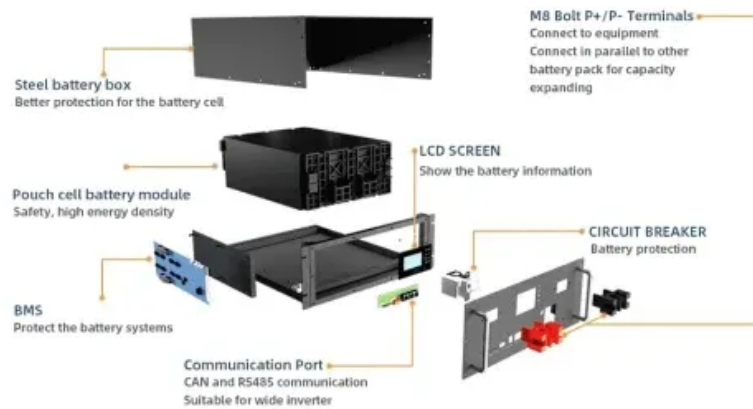 M8 Bolt P+/P- Terminals
Connect to equipment
Connect in parallel to other
battery pack for capacity
expanding
Steel battery box
Better protection for the battery cell
LCD SCREEN
Show the battery information
Pouch cell battery module
Safety, high energy density
CIRCUIT BREAKER
Battery protection
BMS
Protect the battery systems
Communication Port
CAN and RS485 communication
Suitable for wide inverter